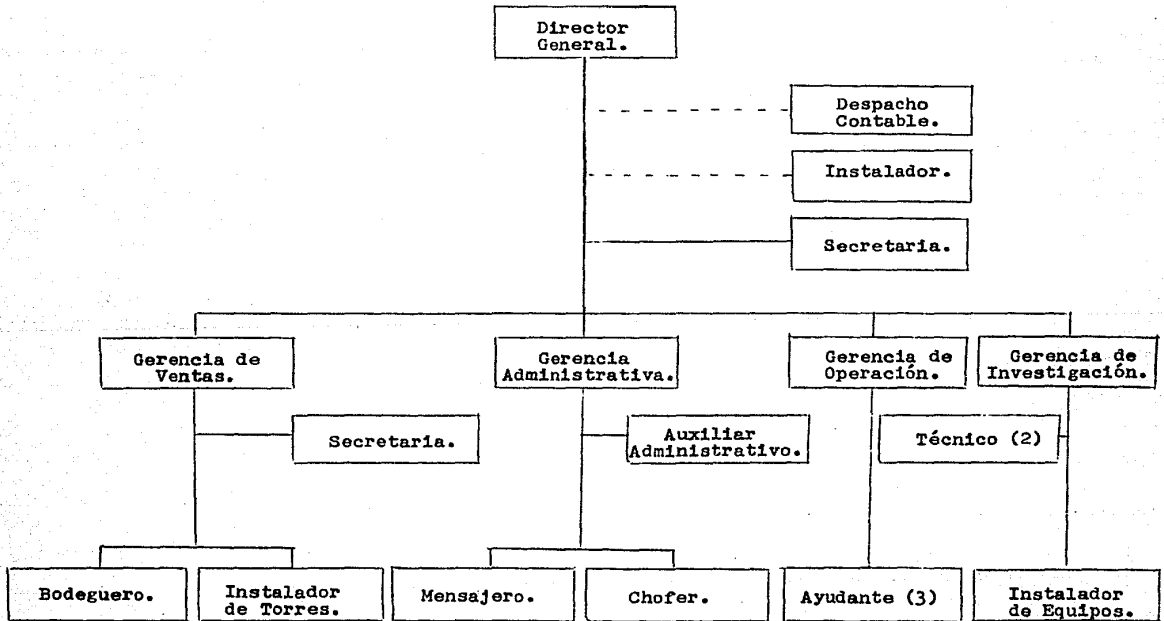 Director
General.
Despacho
Contable.
Instalador.
Secretaria.
Gerencia de
Ventas.
Gerencia
Administrativa.
Gerencia de
Operación.
Gerencia de
Investigación.
Secretaria.
Auxiliar
Administrativo.
Técnico (2)
Bodeguero.
Instalador
de Torres.
Mensajero.
Chofer.
Ayudante (3)
Instalador
de Equipos.